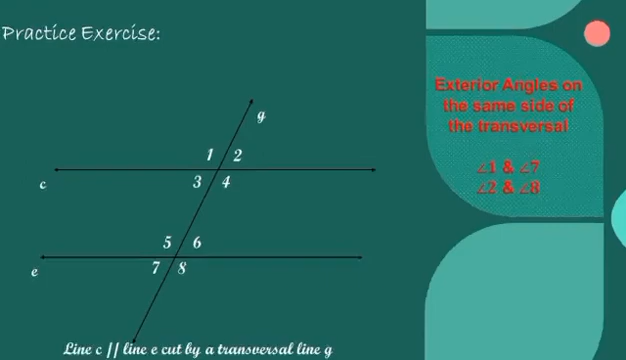 Practice Exercise:
Exterior Angles on
the same side of
the transversal
∠1 & ∠7
∠2 & ∠8
g
1 2
c
3 4
5 6
e
7 8
Line c // line e cut by a transversal line g